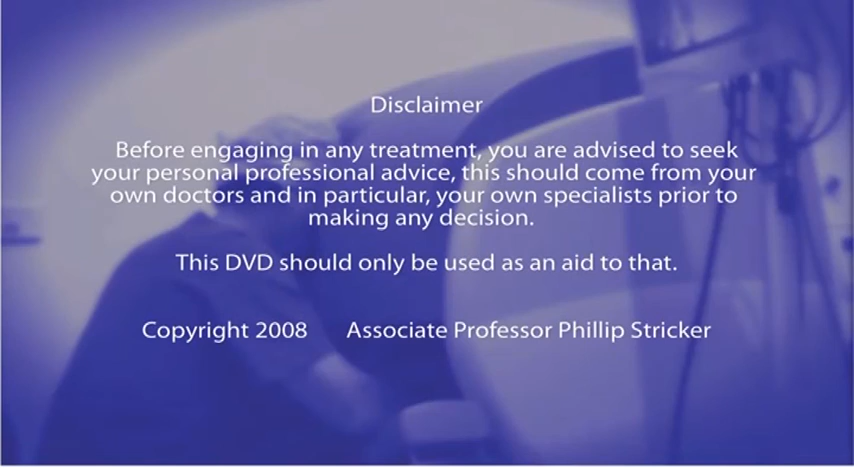 Disclaimer
Before engaging in any treatment, you are advised to seek
your personal professional advice, this should come from your
own doctors and in particular, your own specialists prior to
making any decision.
This DVD should only be used as an aid to that.
Copyright 2008 Associate Professor Phillip Stricker